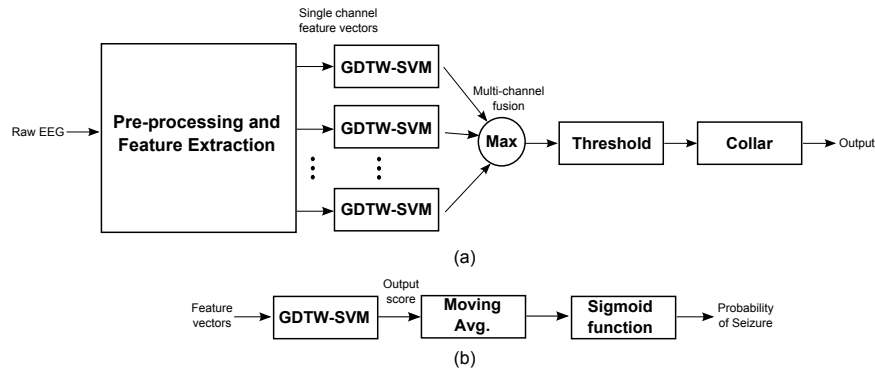 Single channel
feature vectors
GDTW-SVM
Multi-channel
fusion
Raw EEG
Pre-processing and
Feature Extraction
GDTW-SVM
Max
Threshold
Collar
Output
GDTW-SVM
(a)
Output
score
Feature
vectors
GDTW-SVM
Moving
Avg.
Sigmoid
function
Probability
of Seizure
(b)